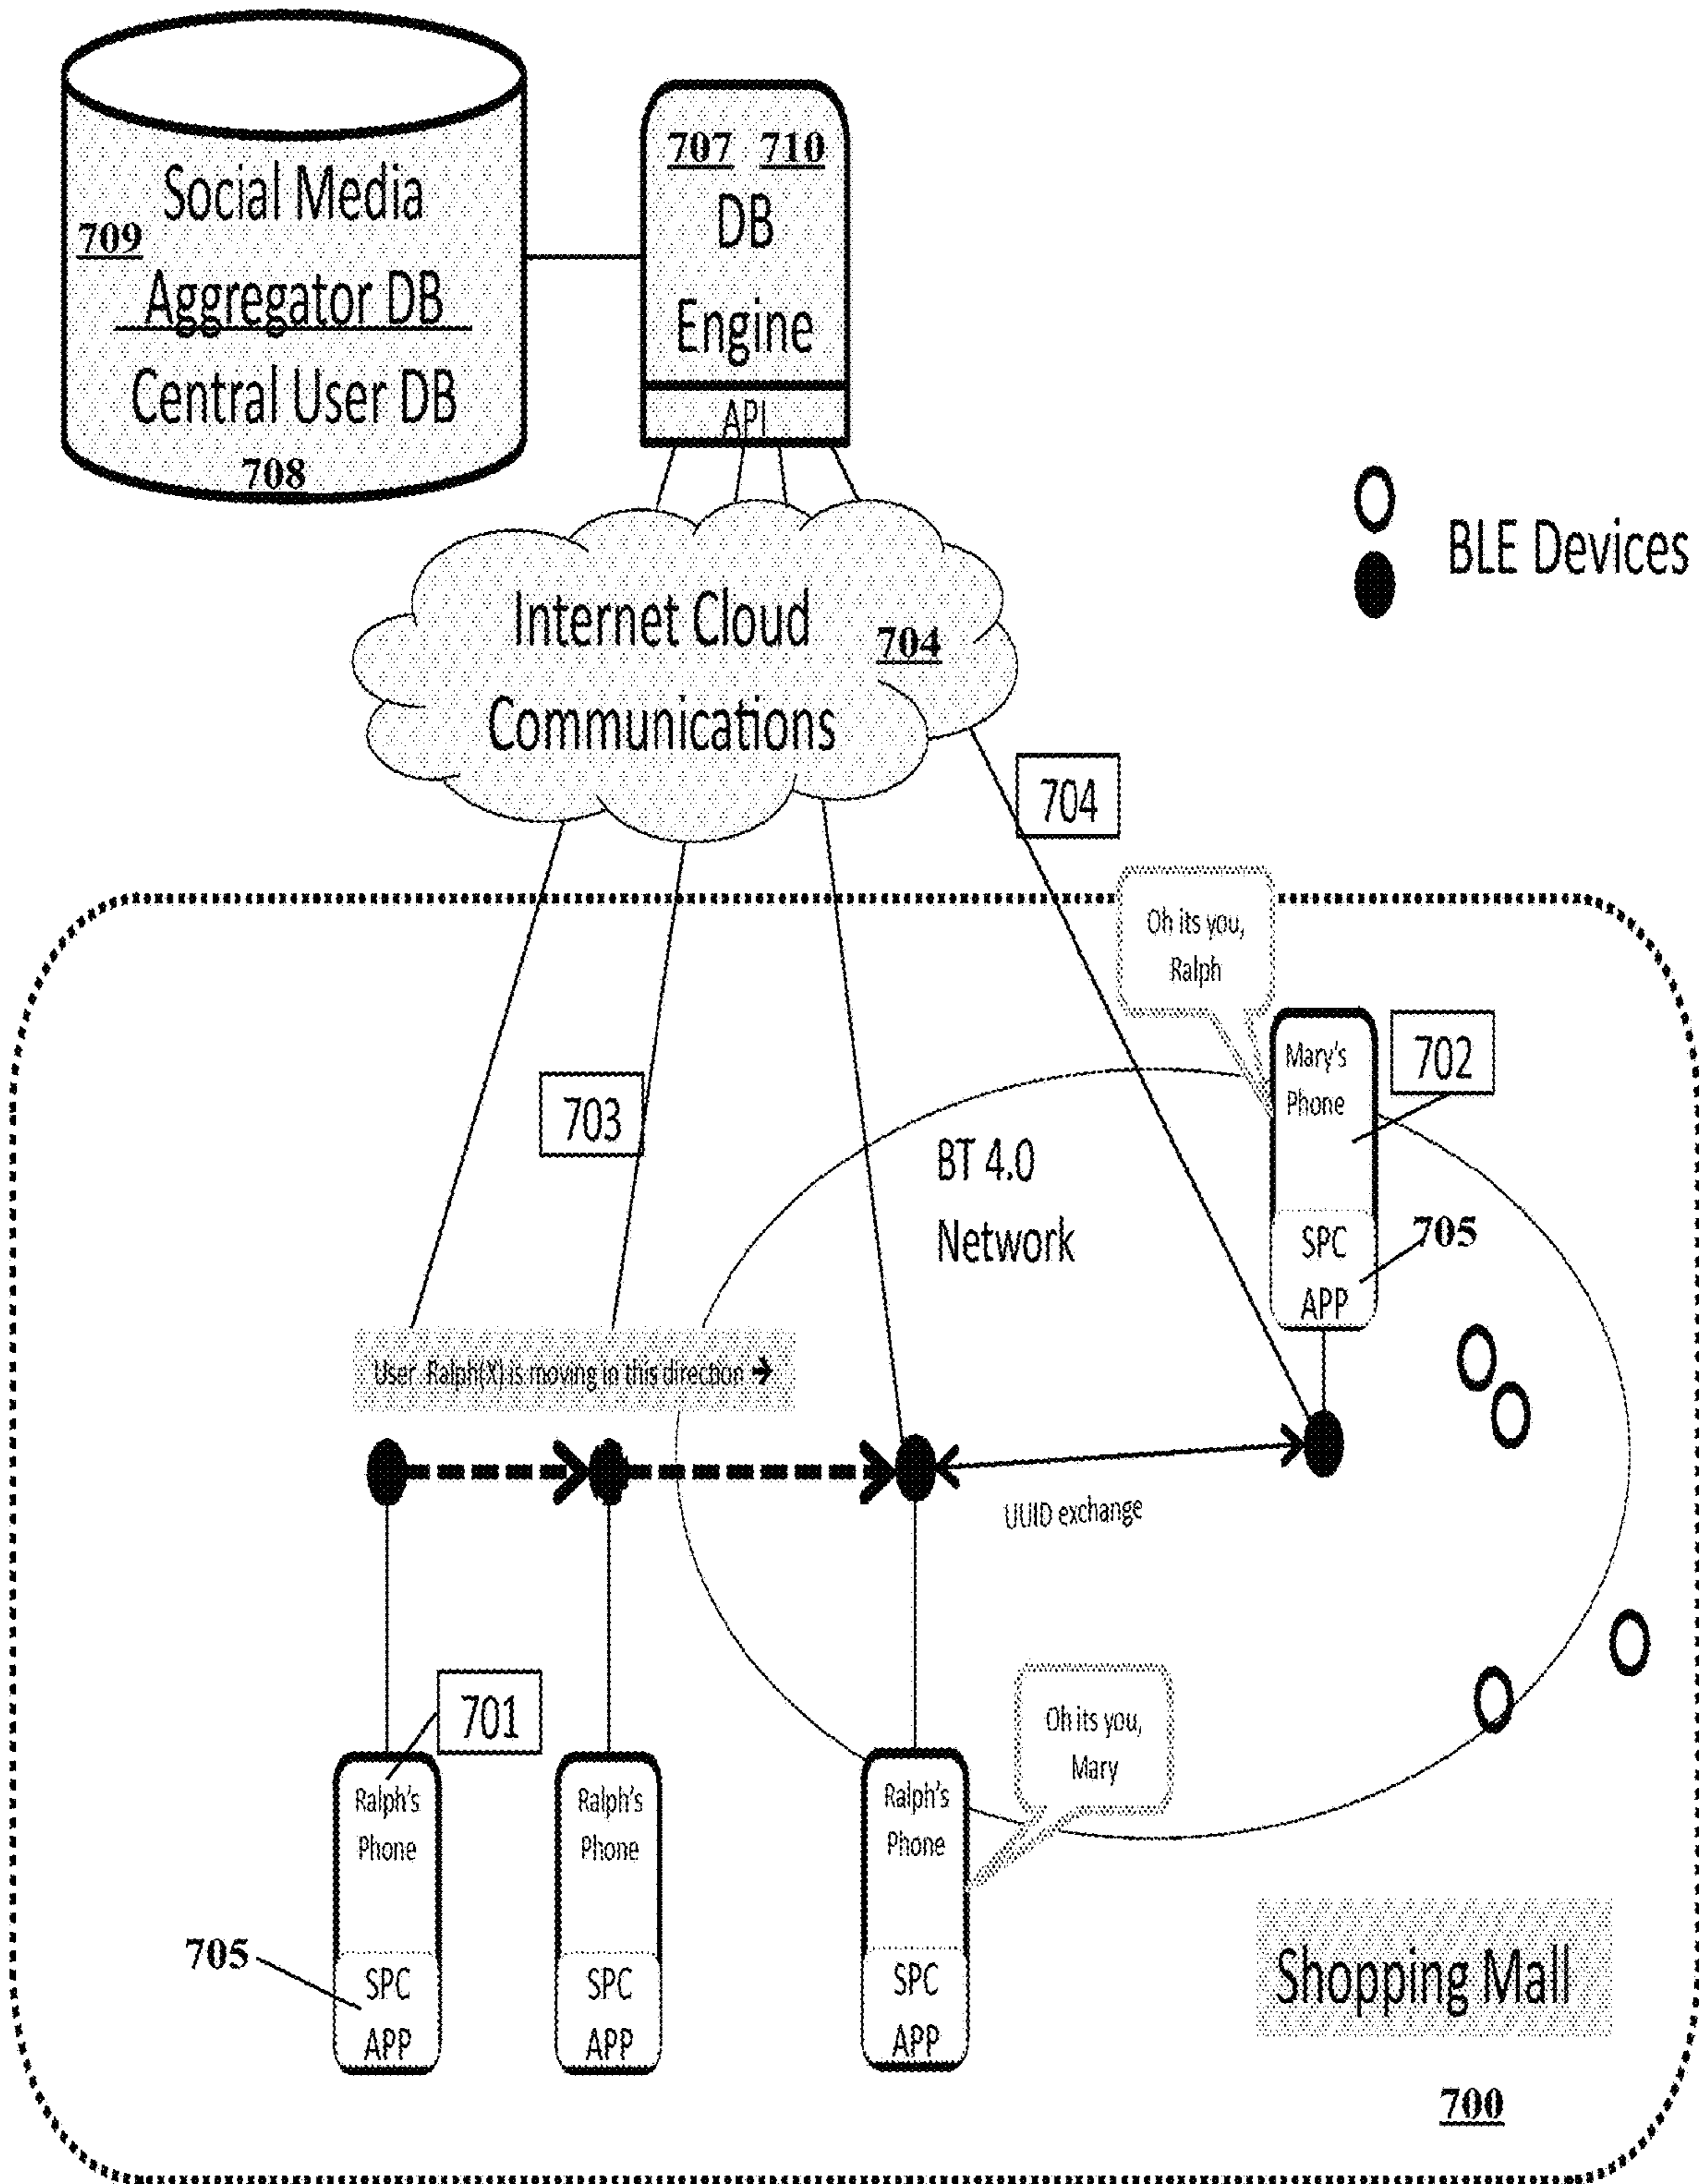 707 710
Social Media
709
DB
Aggregator DB
Engine
Central User DB
API
708
BLE Devices
Internet Cloud
704
Communications
704
Oh its you,
Ralph
Mary's
Phone
702
703
BT 4.0
Network
SPC
APP
705
User Ralph(X) is moving in this direction →
UUID exchange
701
Oh its you,
Mary
Ralph's
Phone
Ralph's
Phone
Ralph's
Phone
705
SPC
APP
SPC
APP
SPC
APP
Shopping Mall
700